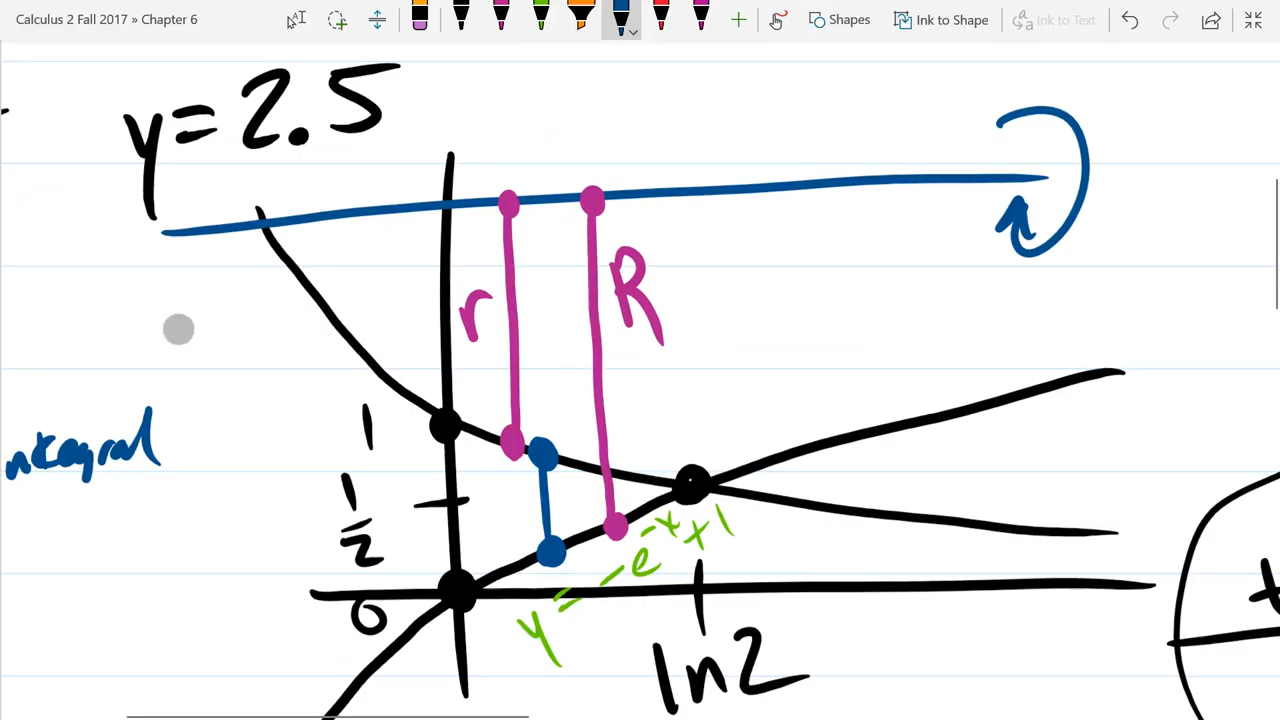 Calculus 2 Fall 2017 » Chapter 6
Shapes
Ink to Shape
Ink to Text
y = 2.5
r
R
1
1/2
0
y = -e^-x + 1
ln2